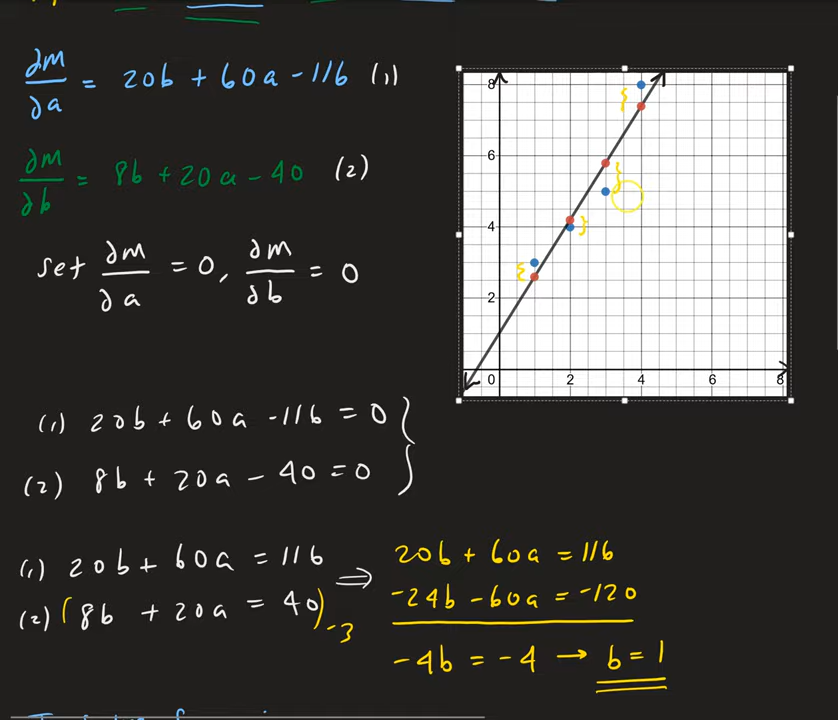 ∂m/∂a = 20b + 60a - 116 (1)
∂m/∂b = 8b + 20a - 40 (2)
set ∂m/∂a = 0, ∂m/∂b = 0
8
6
4
2
0 2 4 6 8
(1) 20b + 60a - 116 = 0
(2) 8b + 20a - 40 = 0
(1) 20b + 60a = 116 ⇒
(2) (8b + 20a = 40) -3
20b + 60a = 116
-24b - 60a = -120
-4b = -4 → b = 1